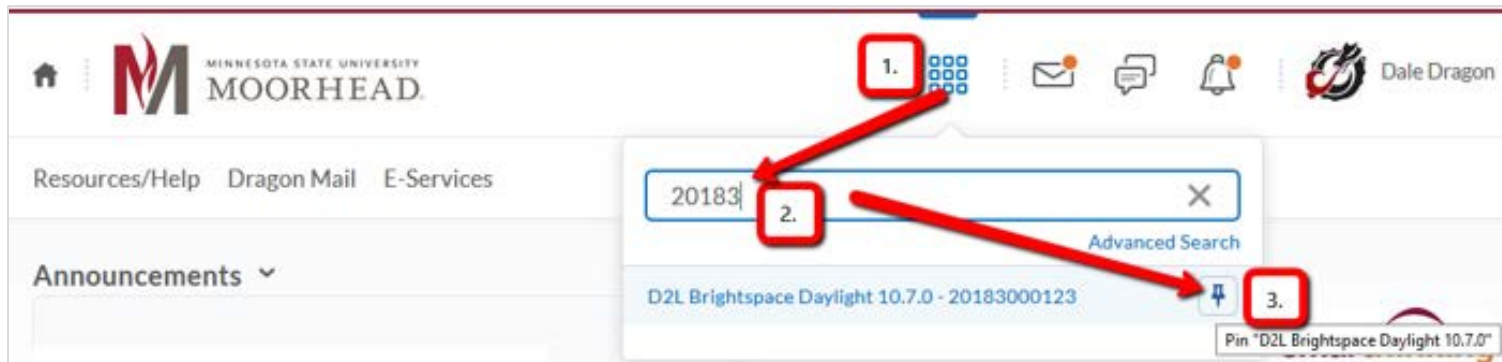 MINNESOTA STATE UNIVERSITY
MOORHEAD
1.
Dale Dragon
Resources/Help Dragon Mail E-Services
20183
2.
Advanced Search
Announcements
D2L Brightspace Daylight 10.7.0 - 20183000123
3.
Pin "D2L Brightspace Daylight 10.7.0"